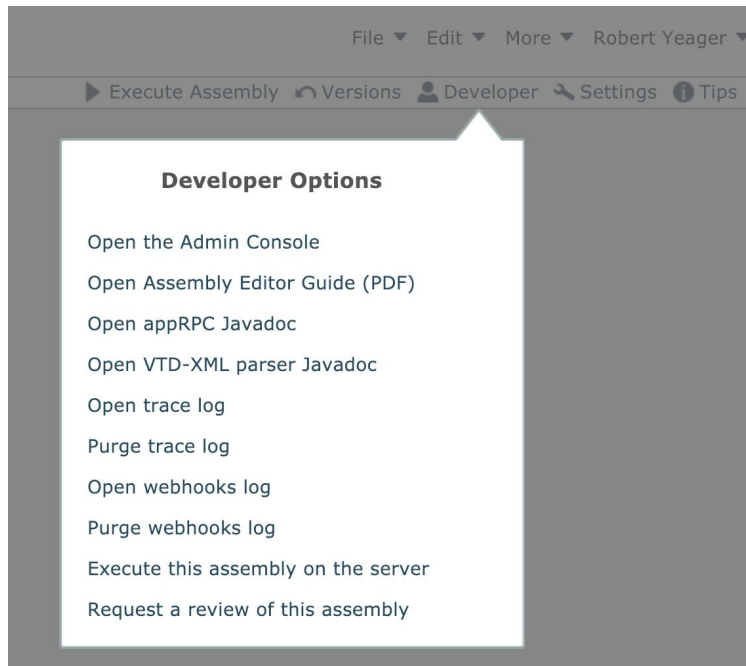 File Edit More Robert Yeager
Execute Assembly Versions Developer Settings Tips
Developer Options
Open the Admin Console
Open Assembly Editor Guide (PDF)
Open appRPC Javadoc
Open VTD-XML parser Javadoc
Open trace log
Purge trace log
Open webhooks log
Purge webhooks log
Execute this assembly on the server
Request a review of this assembly